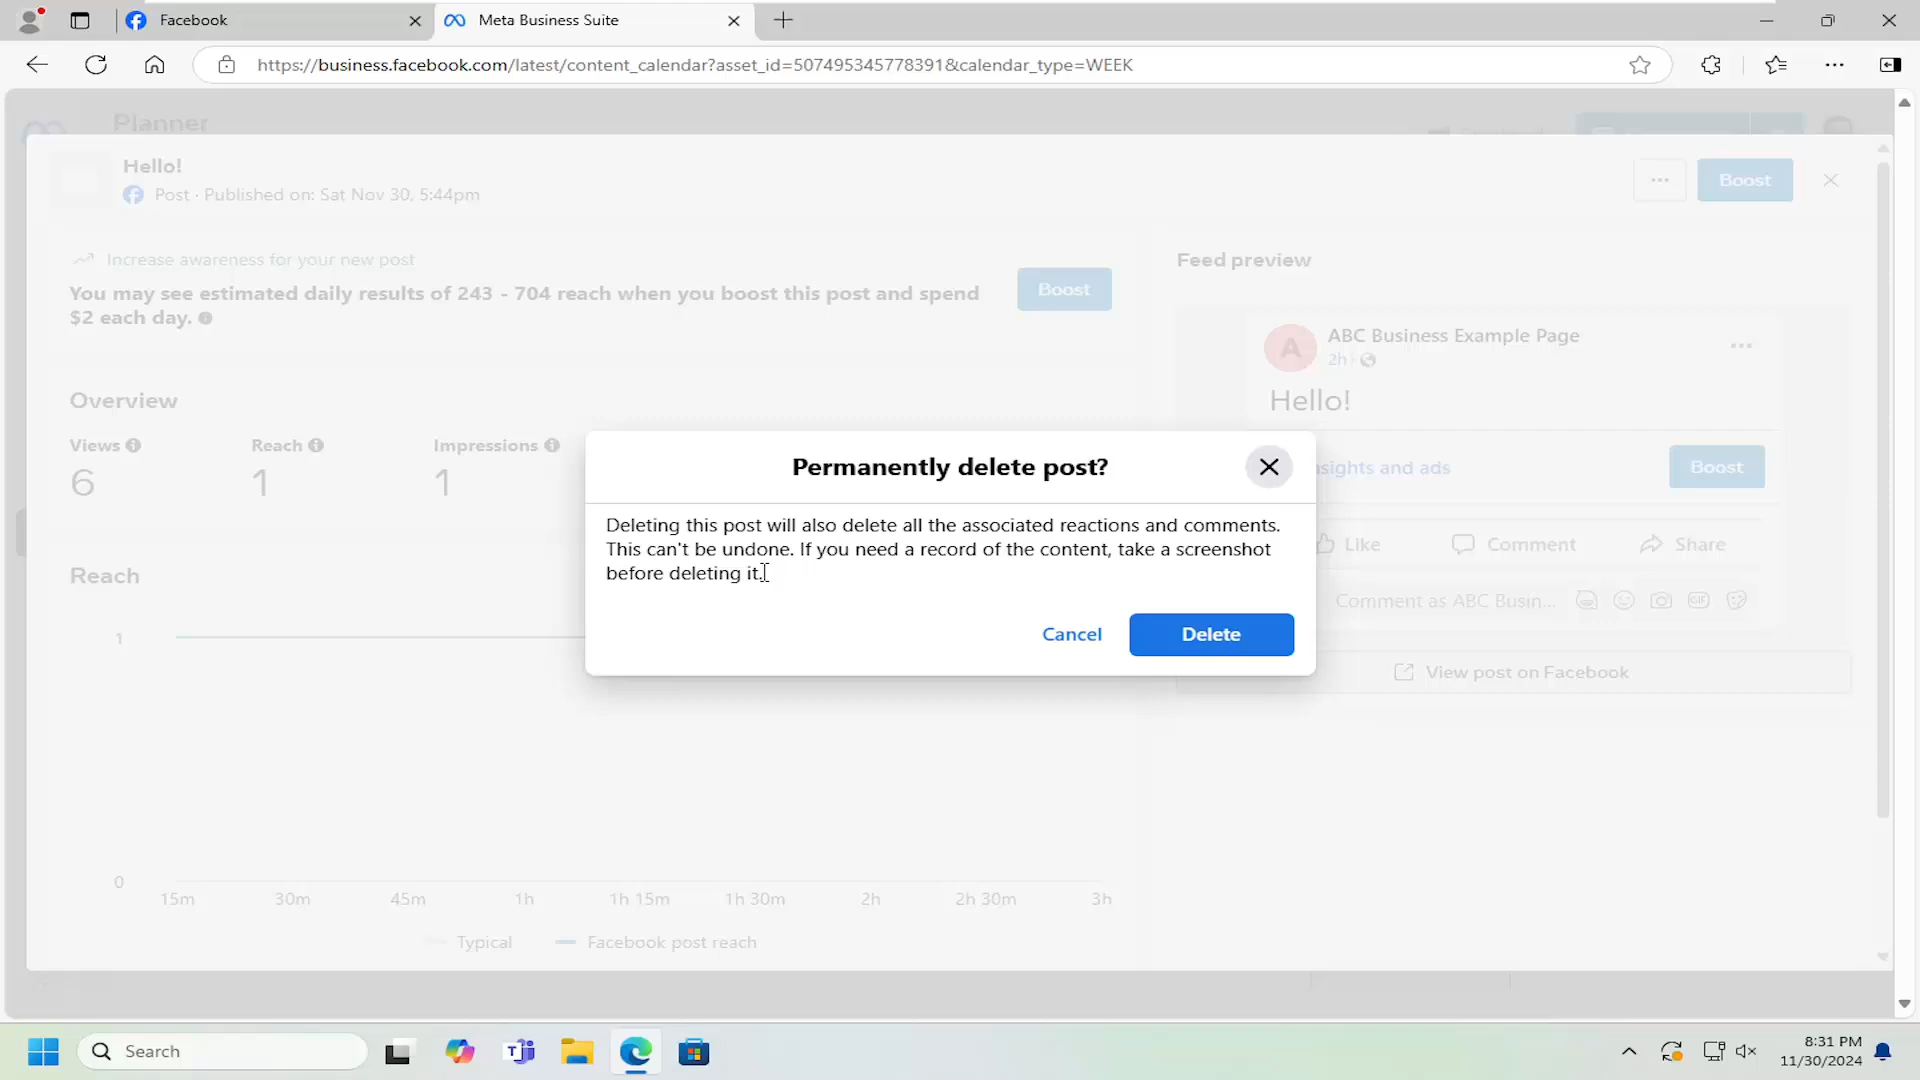 Facebook
Meta Business Suite
https://business.facebook.com/latest/content_calendar?asset_id=507495345778391&calendar_type=WEEK
Planner
Hello!
Post · Published on: Sat Nov 30, 5:44pm
Boost
Increase awareness for your new post
You may see estimated daily results of 243 - 704 reach when you boost this post and spend
$2 each day.
Boost
Feed preview
A
ABC Business Example Page
2h ·
Hello!
Overview
Views
Reach
Impressions
6
1
1
sights and ads
Boost
Permanently delete post?
Deleting this post will also delete all the associated reactions and comments.
This can't be undone. If you need a record of the content, take a screenshot
before deleting it.
Cancel
Delete
Like
Comment
Share
Comment as ABC Busin...
GIF
View post on Facebook
Reach
1
0
15m
30m
45m
1h
1h 15m
1h 30m
2h
2h 30m
3h
Typical
Facebook post reach
Search
8:31 PM
11/30/2024